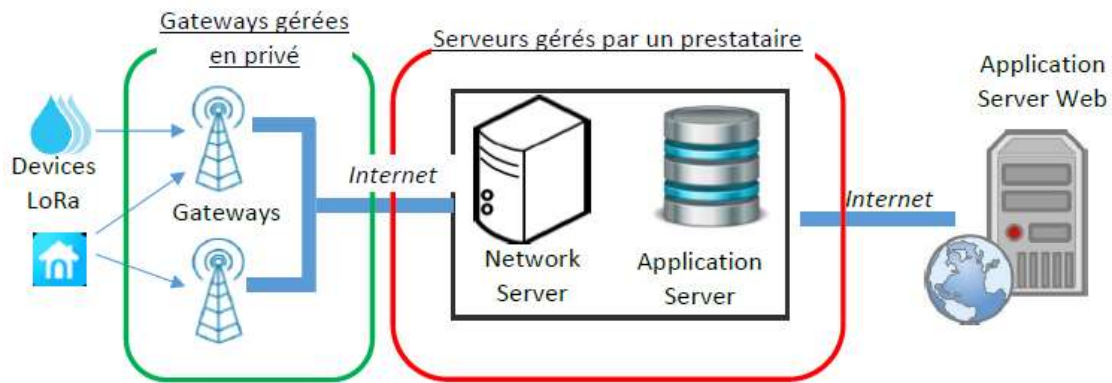 Gateways gérées
en privé
Serveurs gérés par un prestataire
Application
Server Web
Devices
LoRa
Gateways
Internet
Network
Server
Application
Server
Internet